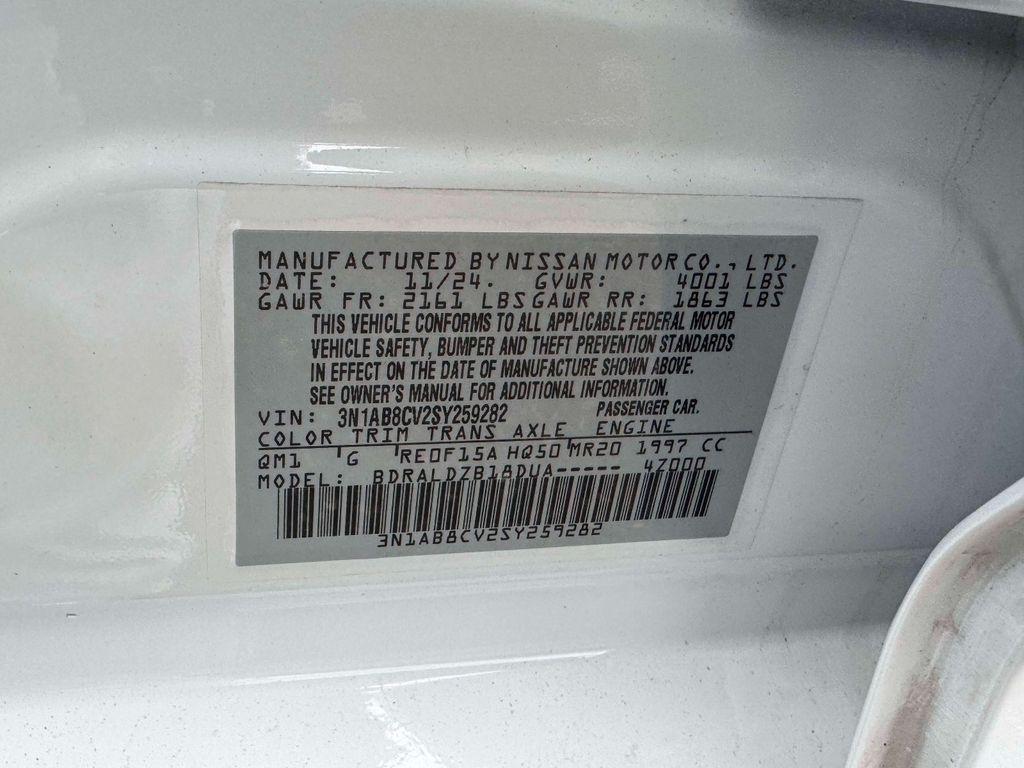 MANUFACTURED BY NISSAN MOTOR CO., LTD.
DATE: 11/24. GVWR: 4001 LBS
GAWR FR: 2161 LBS GAWR RR: 1863 LBS
THIS VEHICLE CONFORMS TO ALL APPLICABLE FEDERAL MOTOR
VEHICLE SAFETY, BUMPER AND THEFT PREVENTION STANDARDS
IN EFFECT ON THE DATE OF MANUFACTURE SHOWN ABOVE.
SEE OWNER'S MANUAL FOR ADDITIONAL INFORMATION.
VIN: 3N1AB8CV2SY259282 PASSENGER CAR.
COLOR TRIM TRANS AXLE ENGINE
QM1 'G 'RE0F15A HQ50 'MR20 1997 CC
MODEL: BDRALDZB18DUA----- 4Z000
3N1AB8CV2SY259282